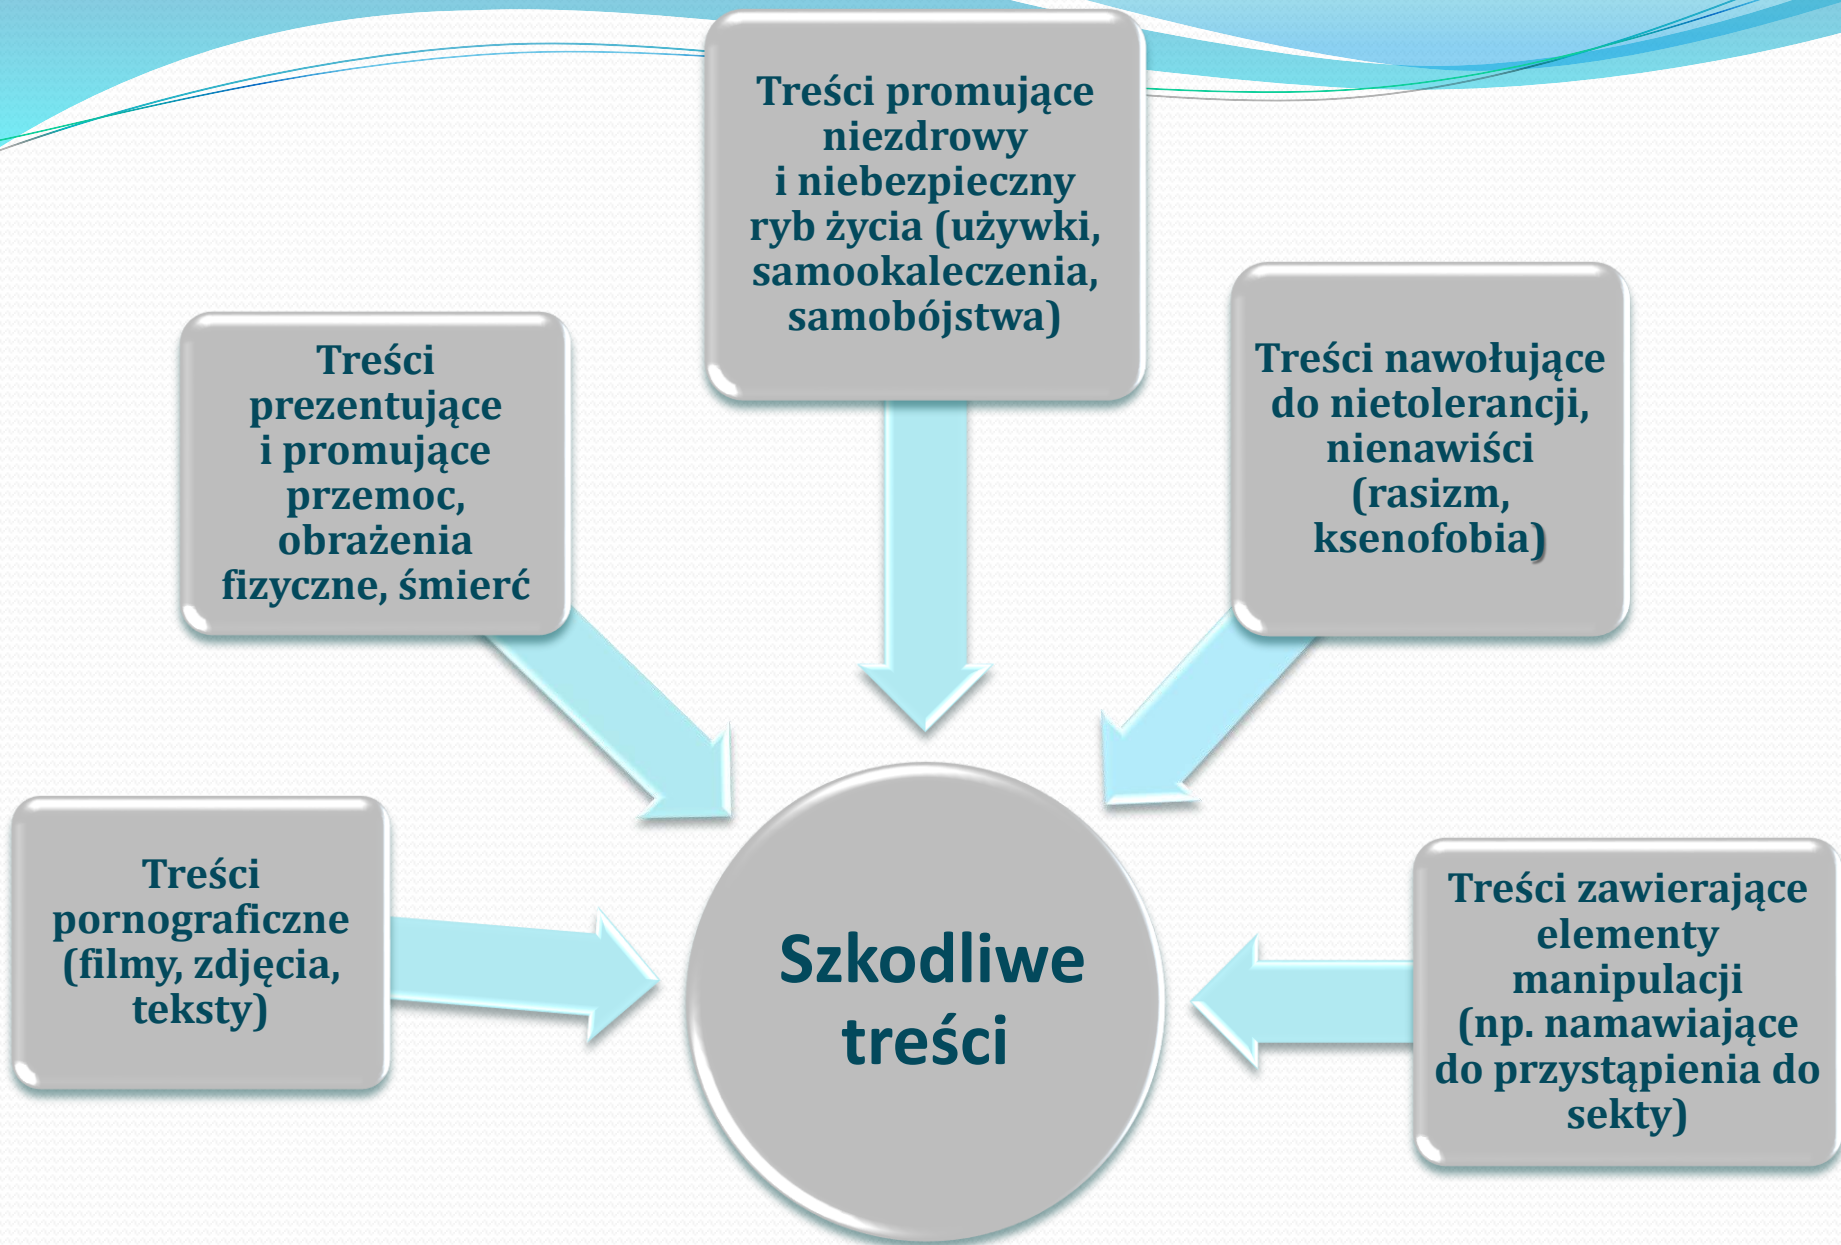 Treści promujące
niezdrowy
i niebezpieczny
ryb życia (używki,
samookaleczenia,
samobójstwa)
Treści
prezentujące
i promujące
przemoc,
obrażenia
fizyczne, śmierć
Treści nawołujące
do nietolerancji,
nienawiści
(rasizm,
ksenofobia)
Treści
pornograficzne
(filmy, zdjęcia,
teksty)
Szkodliwe
treści
Treści zawierające
elementy
manipulacji
(np. namawiające
do przystąpienia do
sekty)